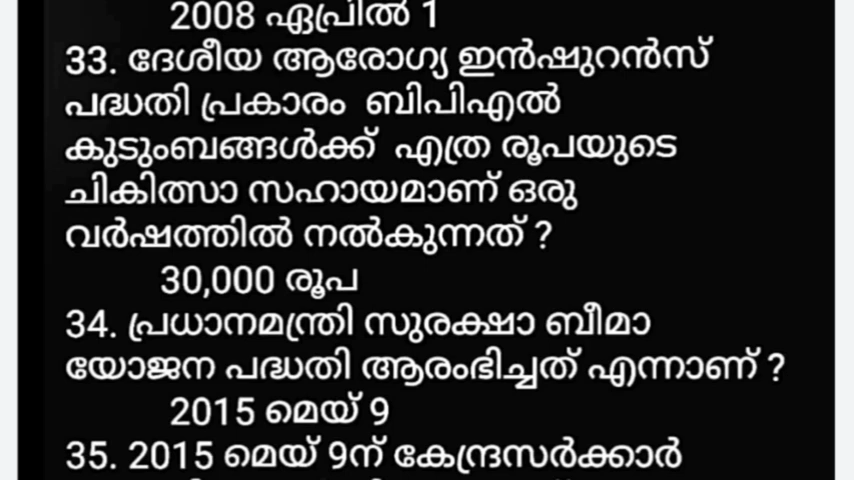 2008 ഏപ്രിൽ 1
33. ദേശീയ ആരോഗ്യ ഇൻഷുറൻസ്
പദ്ധതി പ്രകാരം ബിപിഎൽ
കുടുംബങ്ങൾക്ക് എത്ര രൂപയുടെ
ചികിത്സാ സഹായമാണ് ഒരു
വർഷത്തിൽ നൽകുന്നത് ?
30,000 രൂപ
34. പ്രധാനമന്ത്രി സുരക്ഷാ ബീമാ
യോജന പദ്ധതി ആരംഭിച്ചത് എന്നാണ് ?
2015 മെയ് 9
35. 2015 മെയ് 9ന് കേന്ദ്രസർക്കാർ